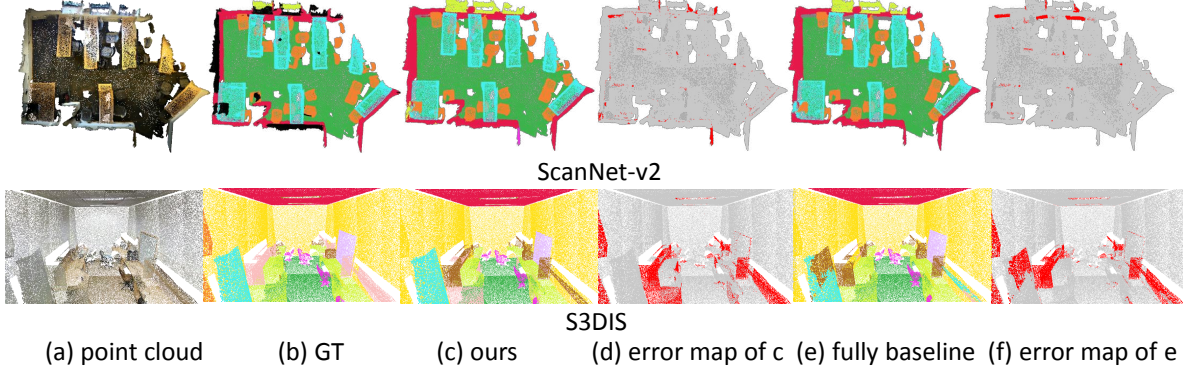 ScanNet-v2
S3DIS
(a) point cloud (b) GT (c) ours (d) error map of c (e) fully baseline (f) error map of e